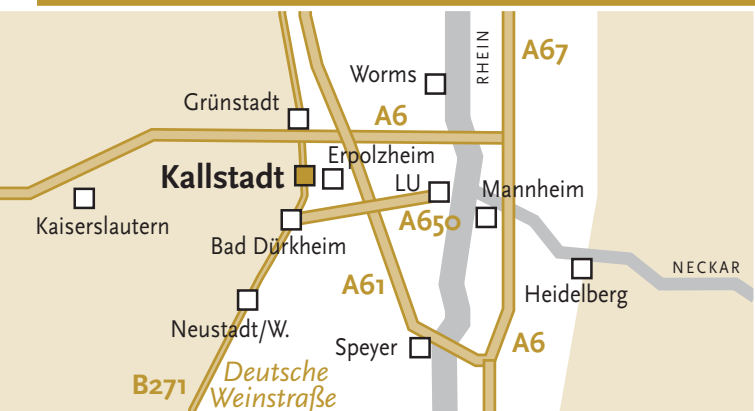 RHEIN
A67
Worms
Grünstadt
A6
Erpolzheim
Kallstadt
LU
Mannheim
Kaiserslautern
A650
Bad Dürkheim
NECKAR
A61
Heidelberg
Neustadt/W.
Speyer
A6
Deutsche
Weinstraße
B271